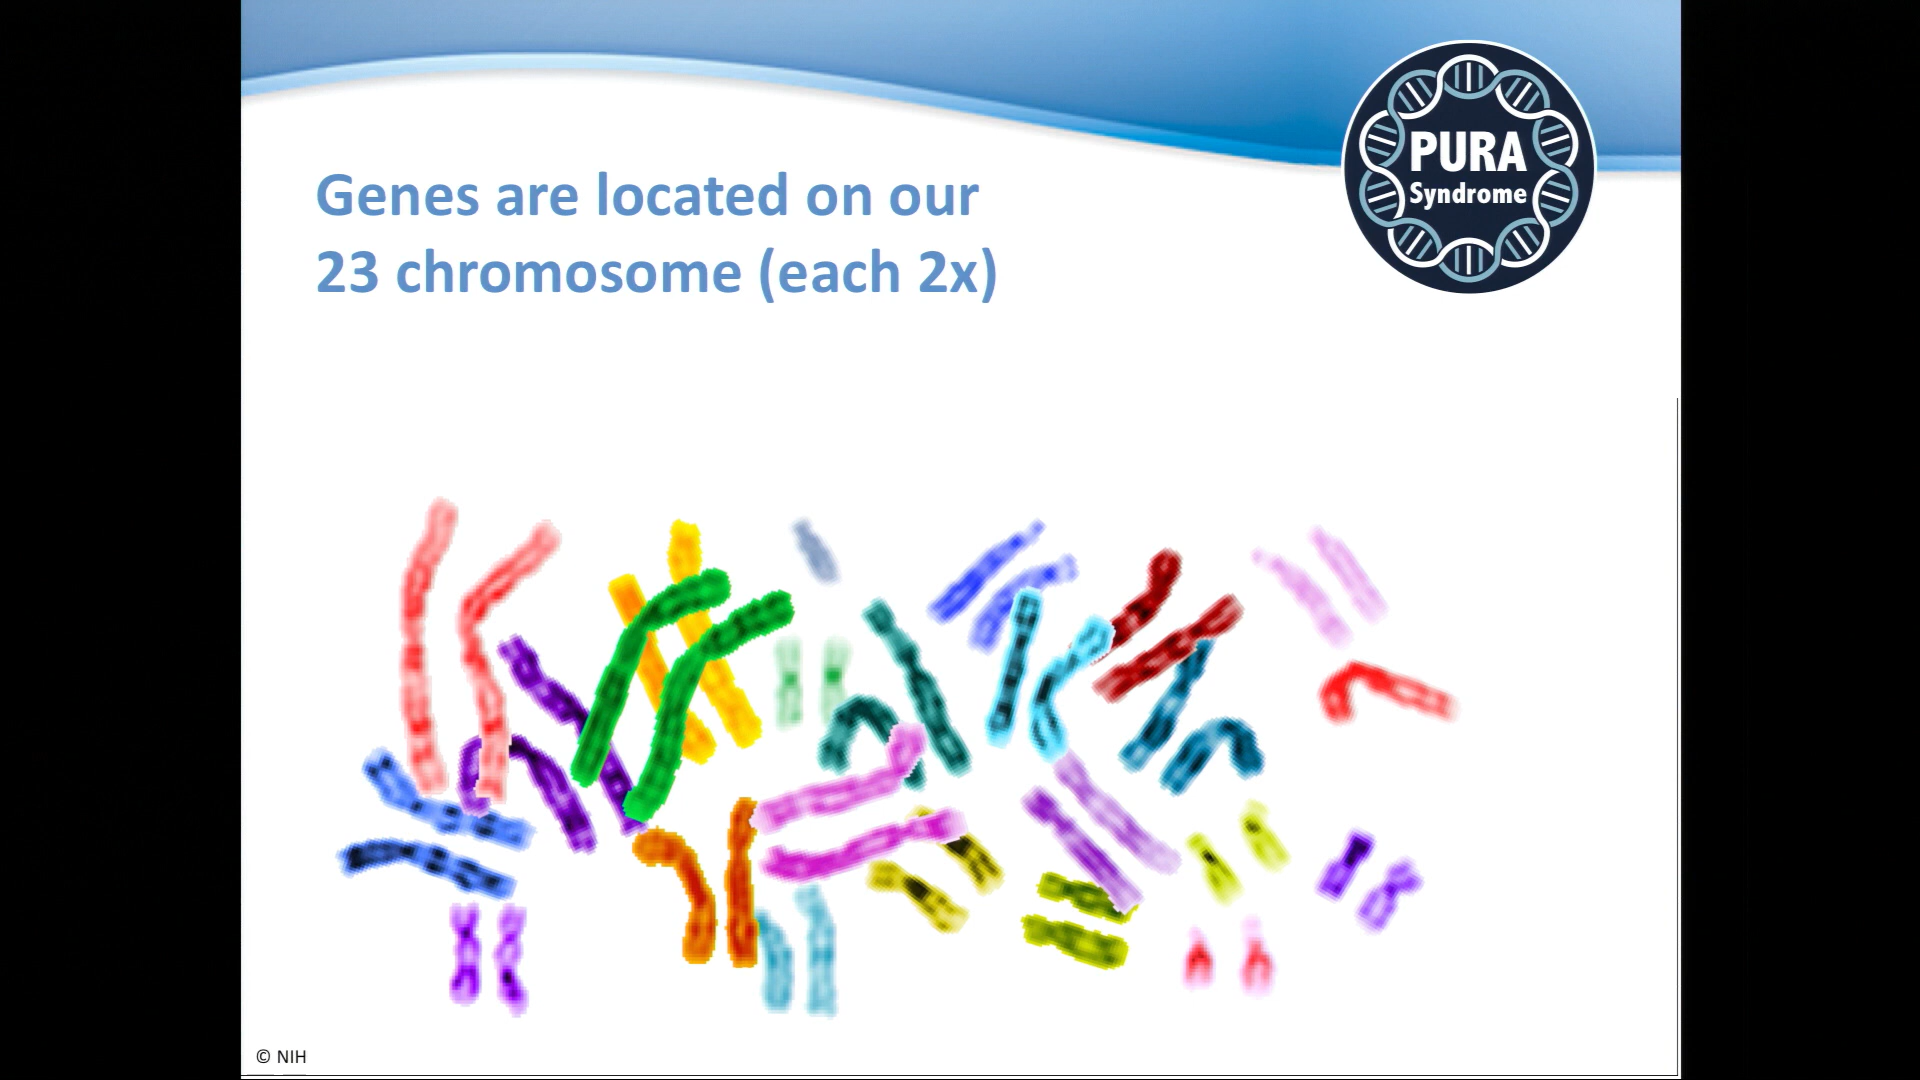 PURA
Syndrome
Genes are located on our
23 chromosome (each 2x)
© NIH